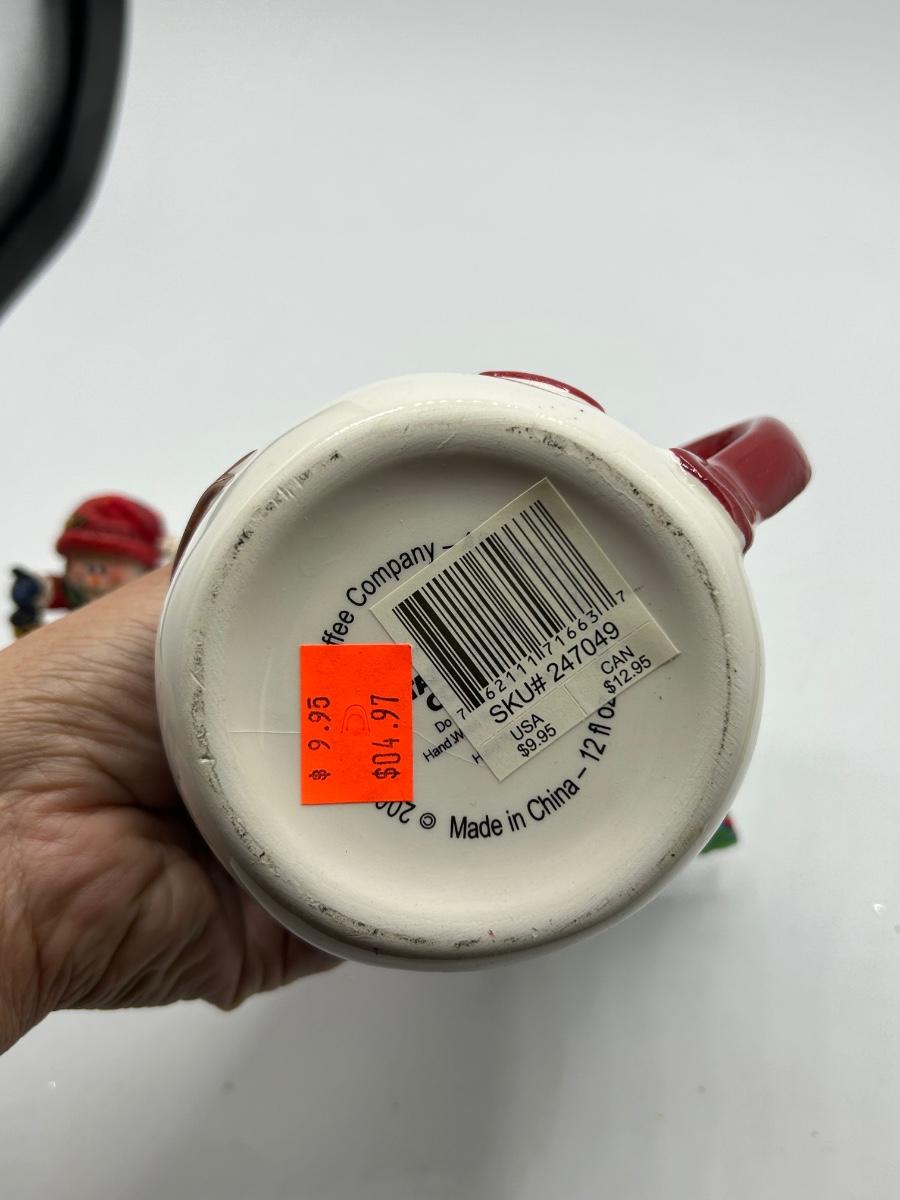 ffee Company –
7 62111 71663 7
SKU# 247049
USA
$9.95
CAN
$12.95
$ 9.95
$04.97
Do
Hand W
H
© 200
Made in China – 12 fl oz